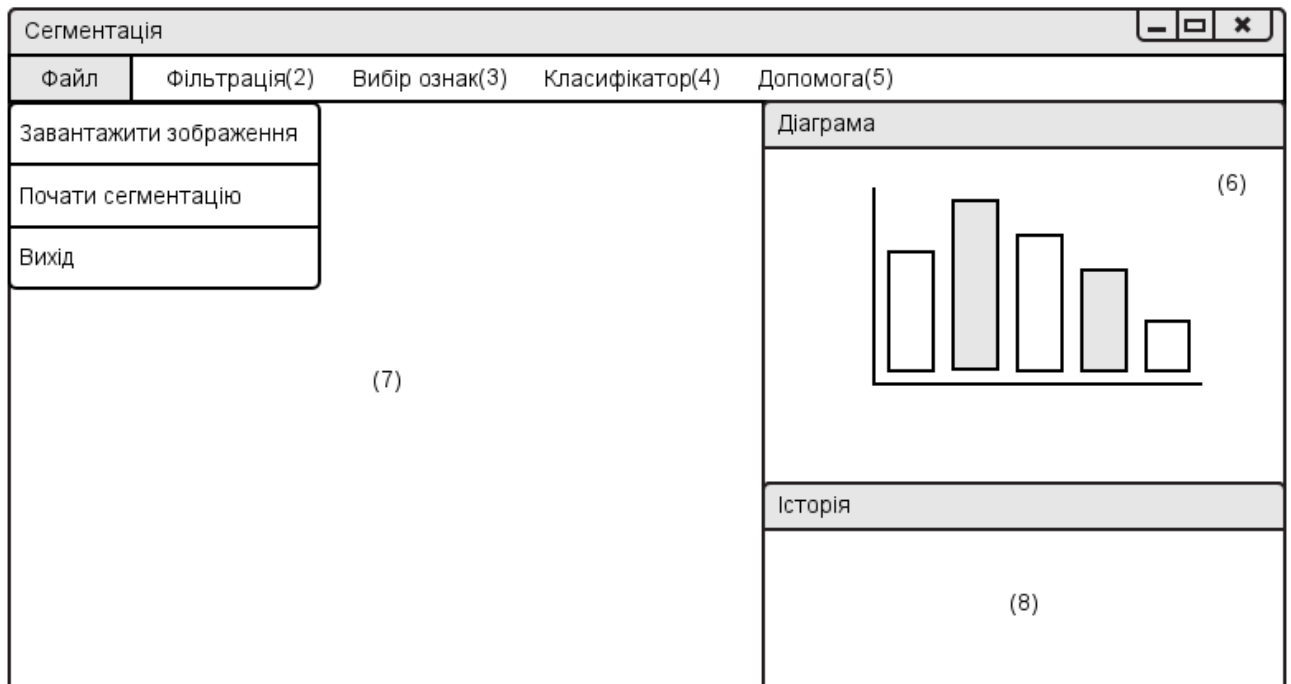 Сегментація
Файл Фільтрація(2) Вибір ознак(3) Класифікатор(4) Допомога(5)
Завантажити зображення
Почати сегментацію
Вихід
(7)
Діаграма
(6)
Історія
(8)